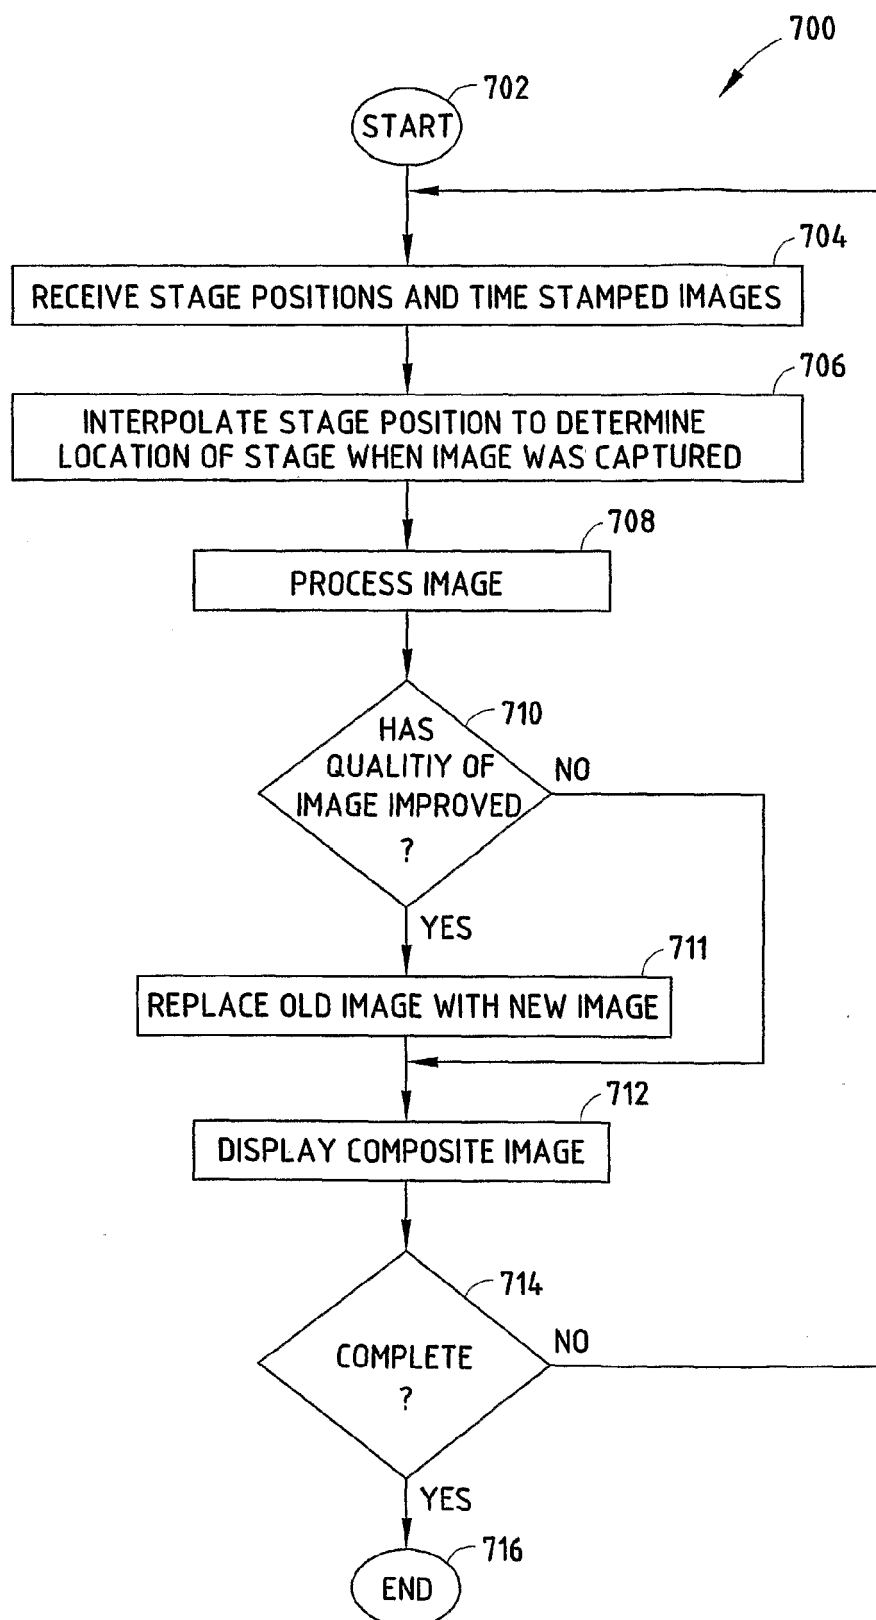 700
702
START
704
RECEIVE STAGE POSITIONS AND TIME STAMPED IMAGES
706
INTERPOLATE STAGE POSITION TO DETERMINE
LOCATION OF STAGE WHEN IMAGE WAS CAPTURED
708
PROCESS IMAGE
710
HAS
QUALITIY OF
IMAGE IMPROVED
?
NO
YES
711
REPLACE OLD IMAGE WITH NEW IMAGE
712
DISPLAY COMPOSITE IMAGE
714
COMPLETE
?
NO
YES
716
END